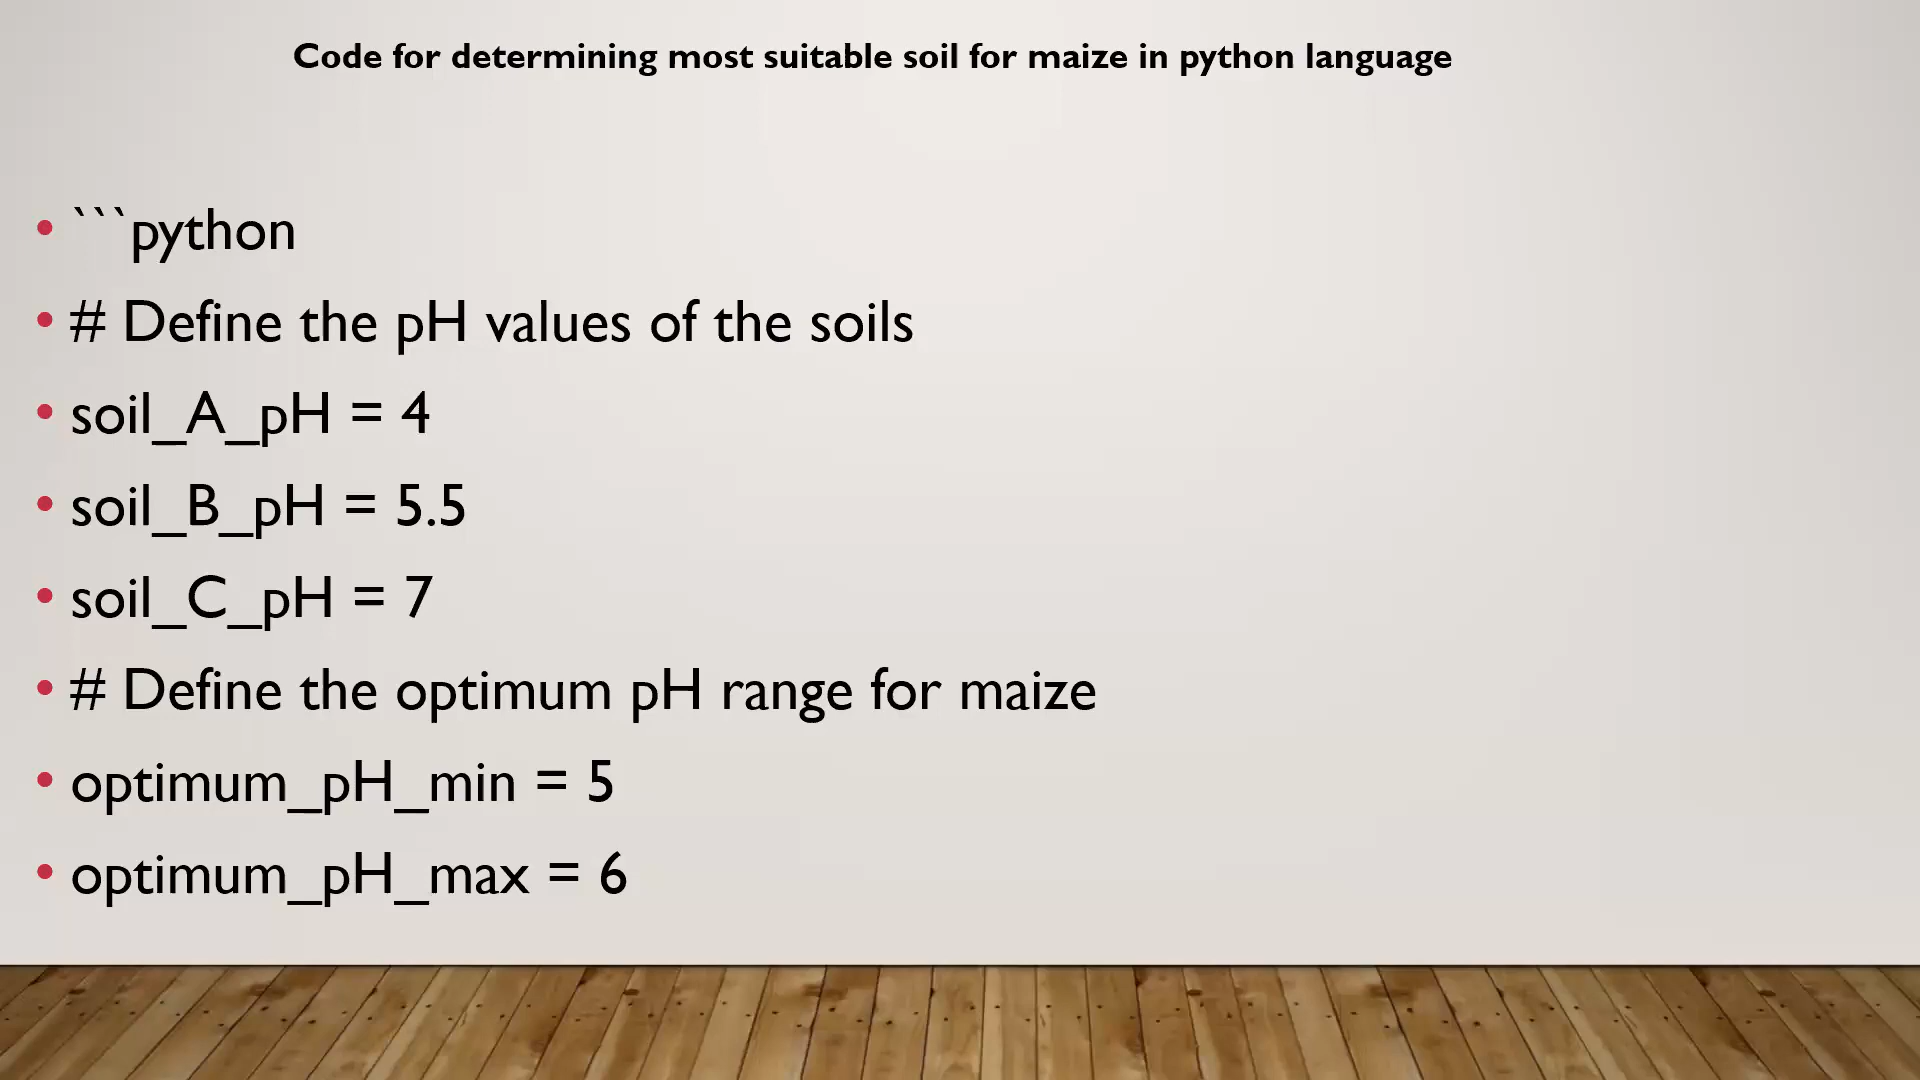 Code for determining most suitable soil for maize in python language
• ```python
• # Define the pH values of the soils
• soil_A_pH = 4
• soil_B_pH = 5.5
• soil_C_pH = 7
• # Define the optimum pH range for maize
• optimum_pH_min = 5
• optimum_pH_max = 6